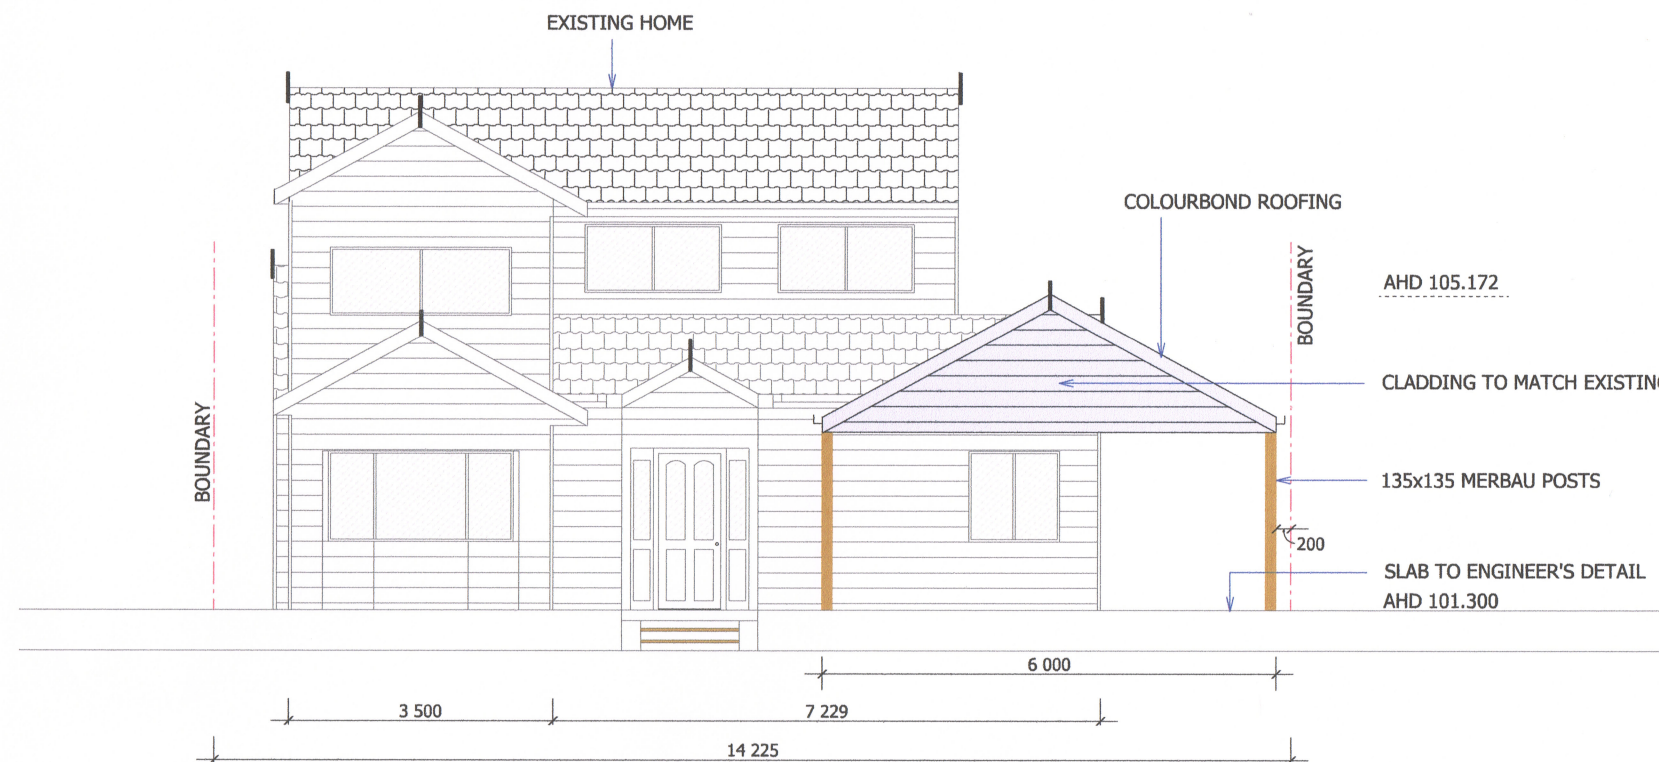 EXISTING HOME
COLOURBOND ROOFING
BOUNDARY
AHD 105.172
CLADDING TO MATCH EXISTING
BOUNDARY
135x135 MERBAU POSTS
200
SLAB TO ENGINEER'S DETAIL
AHD 101.300
6 000
3 500
7 229
14 225